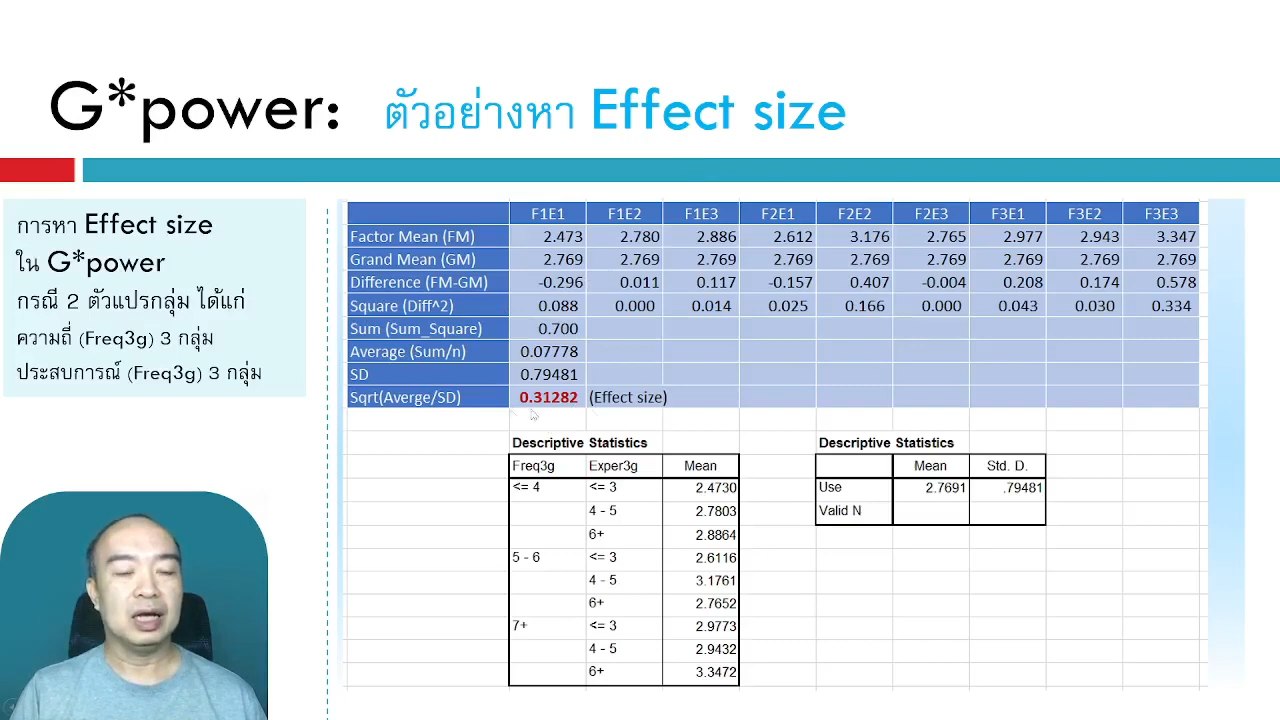 G*power: ตัวอย่างหา Effect size
การหา Effect size
ใน G*power
กรณี 2 ตัวแปรกลุ่ม ได้แก่
ความถี่ (Freq3g) 3 กลุ่ม
ประสบการณ์ (Freq3g) 3 กลุ่ม
F1E1 F1E2 F1E3 F2E1 F2E2 F2E3 F3E1 F3E2 F3E3
Factor Mean (FM) 2.473 2.780 2.886 2.612 3.176 2.765 2.977 2.943 3.347
Grand Mean (GM) 2.769 2.769 2.769 2.769 2.769 2.769 2.769 2.769 2.769
Difference (FM-GM) -0.296 0.011 0.117 -0.157 0.407 -0.004 0.208 0.174 0.578
Square (Diff^2) 0.088 0.000 0.014 0.025 0.166 0.000 0.043 0.030 0.334
Sum (Sum_Square) 0.700
Average (Sum/n) 0.07778
SD 0.79481
Sqrt(Averge/SD) 0.31282 (Effect size)
Descriptive Statistics
Freq3g Exper3g Mean
<= 4 <= 3 2.4730
4 - 5 2.7803
6+ 2.8864
5 - 6 <= 3 2.6116
4 - 5 3.1761
6+ 2.7652
7+ <= 3 2.9773
4 - 5 2.9432
6+ 3.3472
Descriptive Statistics
Mean Std. D.
Use 2.7691 .79481
Valid N